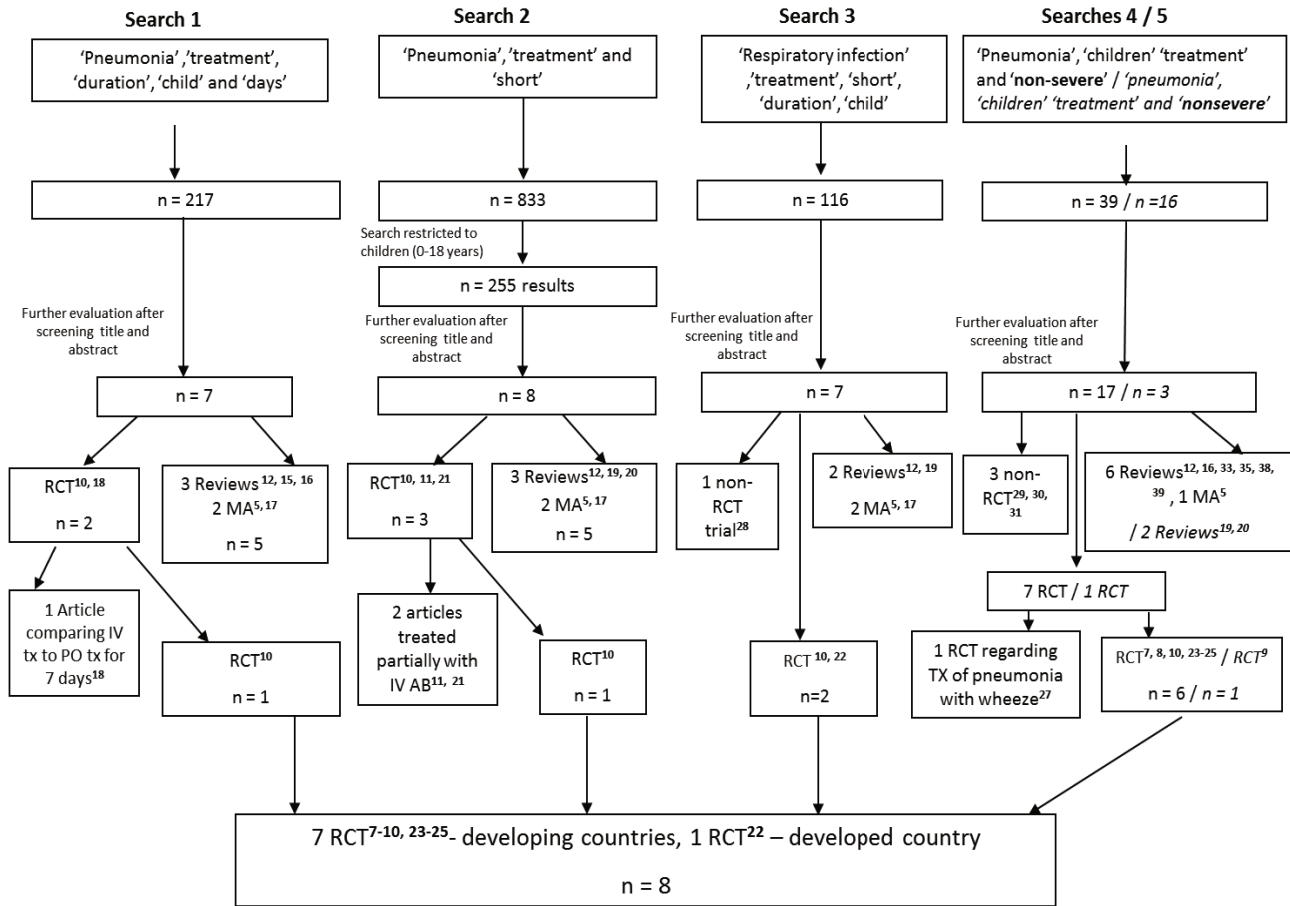 Search 1
'Pneumonia' ,'treatment',
'duration','child' and 'days'
n = 217
Further evaluation after
screening title and
abstract
n = 7
RCT10, 18
n = 2
3 Reviews12, 15, 16
2 MA5, 17
n = 5
1 Article
comparing IV
tx to PO tx for
7 days18
RCT10
n = 1
Search 2
'Pneumonia', 'treatment' and
'short'
n = 833
Search restricted to
children (0-18 years)
n = 255 results
Further evaluation after
screening title and
abstract
n = 8
RCT10, 11, 21
n = 3
3 Reviews12, 19, 20
2 MA5, 17
n = 5
2 articles
treated
partially with
IV AB11, 21
RCT10
n = 1
Search 3
'Respiratory infection'
,'treatment', 'short',
'duration', 'child'
n = 116
Further evaluation after
screening title and
abstract
n = 7
1 non-
RCT
trial28
2 Reviews12, 19
2 MA5, 17
RCT 10, 22
n=2
Searches 4 / 5
'Pneumonia', 'children' 'treatment'
and 'non-severe' / 'pneumonia',
'children' 'treatment' and 'nonsevere'
n = 39 / n =16
Further evaluation after
screening title and
abstract
n = 17 / n = 3
3 non-
RCT29, 30,
31
6 Reviews12, 16, 33, 35, 38,
39 , 1 MA5
/ 2 Reviews19, 20
7 RCT / 1 RCT
1 RCT regarding
TX of pneumonia
with wheeze27
RCT7, 8, 10, 23-25 / RCT9
n = 6 / n = 1
7 RCT7-10, 23-25- developing countries, 1 RCT22 – developed country
n = 8